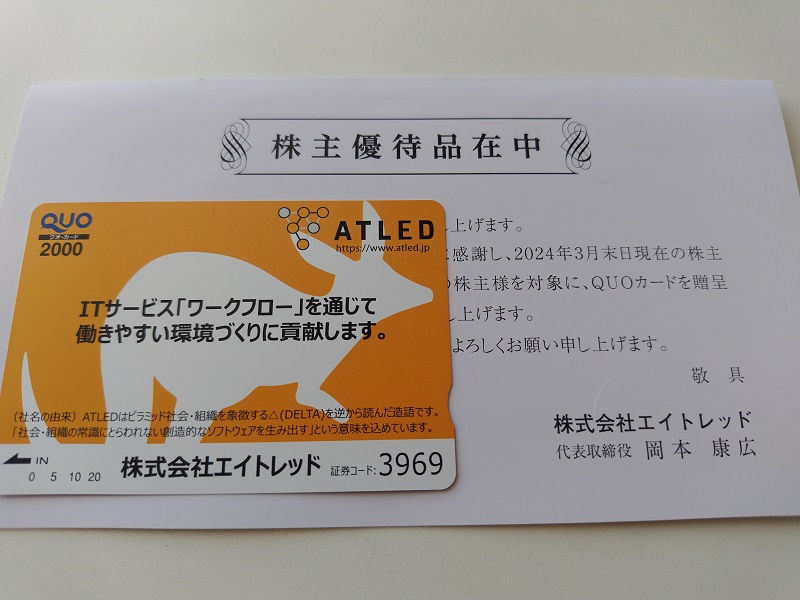 株主優待品在中
し上げます。
に感謝し、2024年3月末日現在の株主
の株主様を対象に、QUOカードを贈呈
し上げます。
よろしくお願い申し上げます。
敬具
株式会社エイトレッド
代表取締役 岡本 康広
QUO
クオ・カード
2000
ATLED
https://www.atled.jp
ITサービス「ワークフロー」を通じて
働きやすい環境づくりに貢献します。
(社名の由来) ATLEDはピラミッド社会・組織を象徴する△(DELTA)を逆から読んだ造語です。
「社会・組織の常識にとらわれない創造的なソフトウェアを生み出す」という意味を込めています。
IN
0 5 10 20
株式会社エイトレッド 証券コード:3969